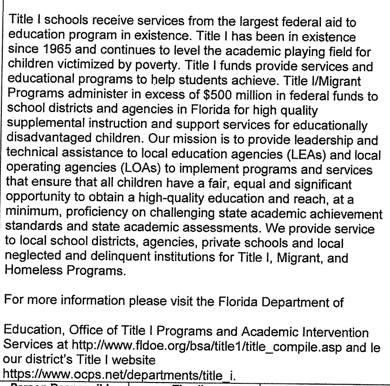 Title I schools receive services from the largest federal aid to
education program in existence. Title I has been in existence
since 1965 and continues to level the academic playing field for
children victimized by poverty. Title I funds provide services and
educational programs to help students achieve. Title I/Migrant
Programs administer in excess of $500 million in federal funds to
school districts and agencies in Florida for high quality
supplemental instruction and support services for educationally
disadvantaged children. Our mission is to provide leadership and
technical assistance to local education agencies (LEAs) and local
operating agencies (LOAs) to implement programs and services
that ensure that all children have a fair, equal and significant
opportunity to obtain a high-quality education and reach, at a
minimum, proficiency on challenging state academic achievement
standards and state academic assessments. We provide service
to local school districts, agencies, private schools and local
neglected and delinquent institutions for Title I, Migrant, and
Homeless Programs.
For more information please visit the Florida Department of
Education, Office of Title I Programs and Academic Intervention
Services at http://www.fldoe.org/bsa/title1/title_compile.asp and le
our district's Title I website
https://www.ocps.net/departments/title_i.